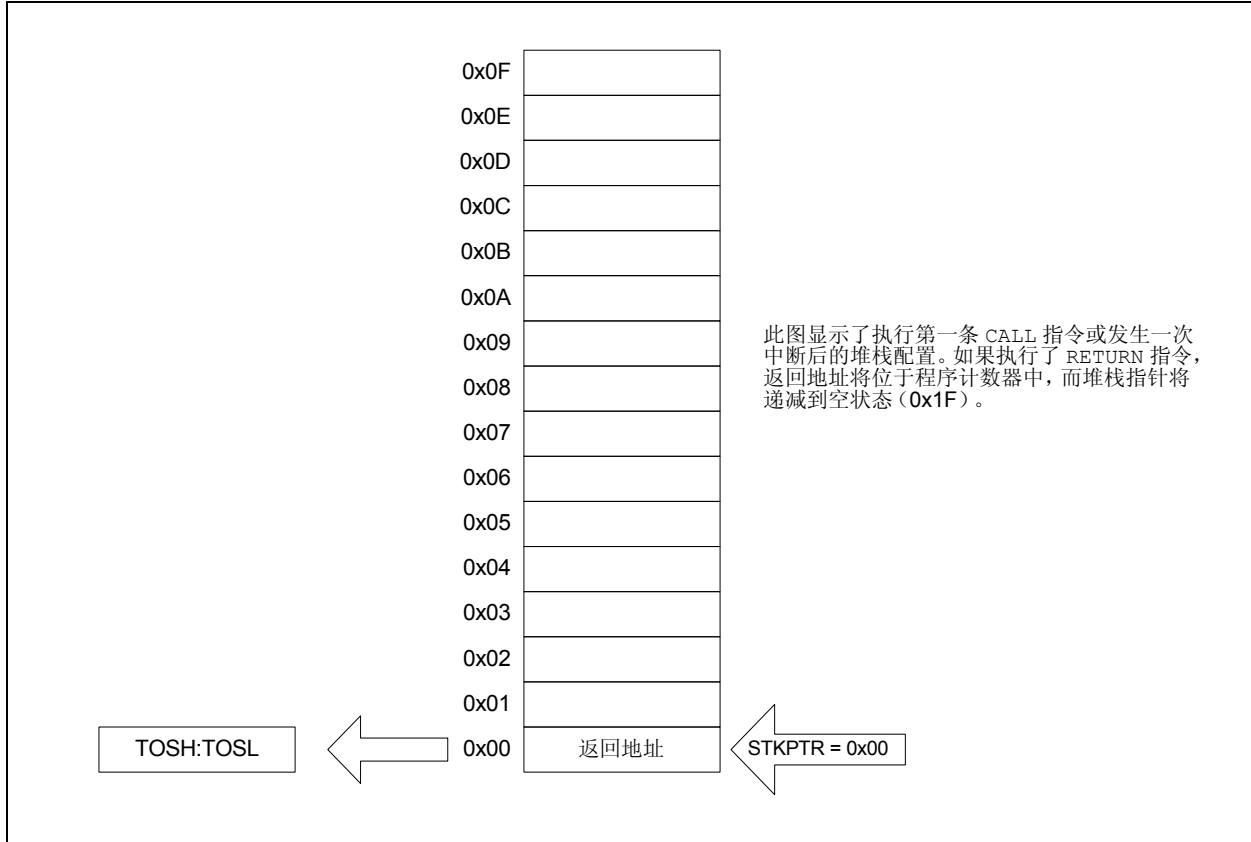 0x0F
0x0E
0x0D
0x0C
0x0B
0x0A
0x09
此图显示了执行第一条 CALL 指令或发生一次
中断后的堆栈配置。如果执行了 RETURN 指令，
返回地址将位于程序计数器中，而堆栈指针将
递减到空状态（0x1F）。
0x08
0x07
0x06
0x05
0x04
0x03
0x02
0x01
TOSH:TOSL 0x00 返回地址 STKPTR = 0x00